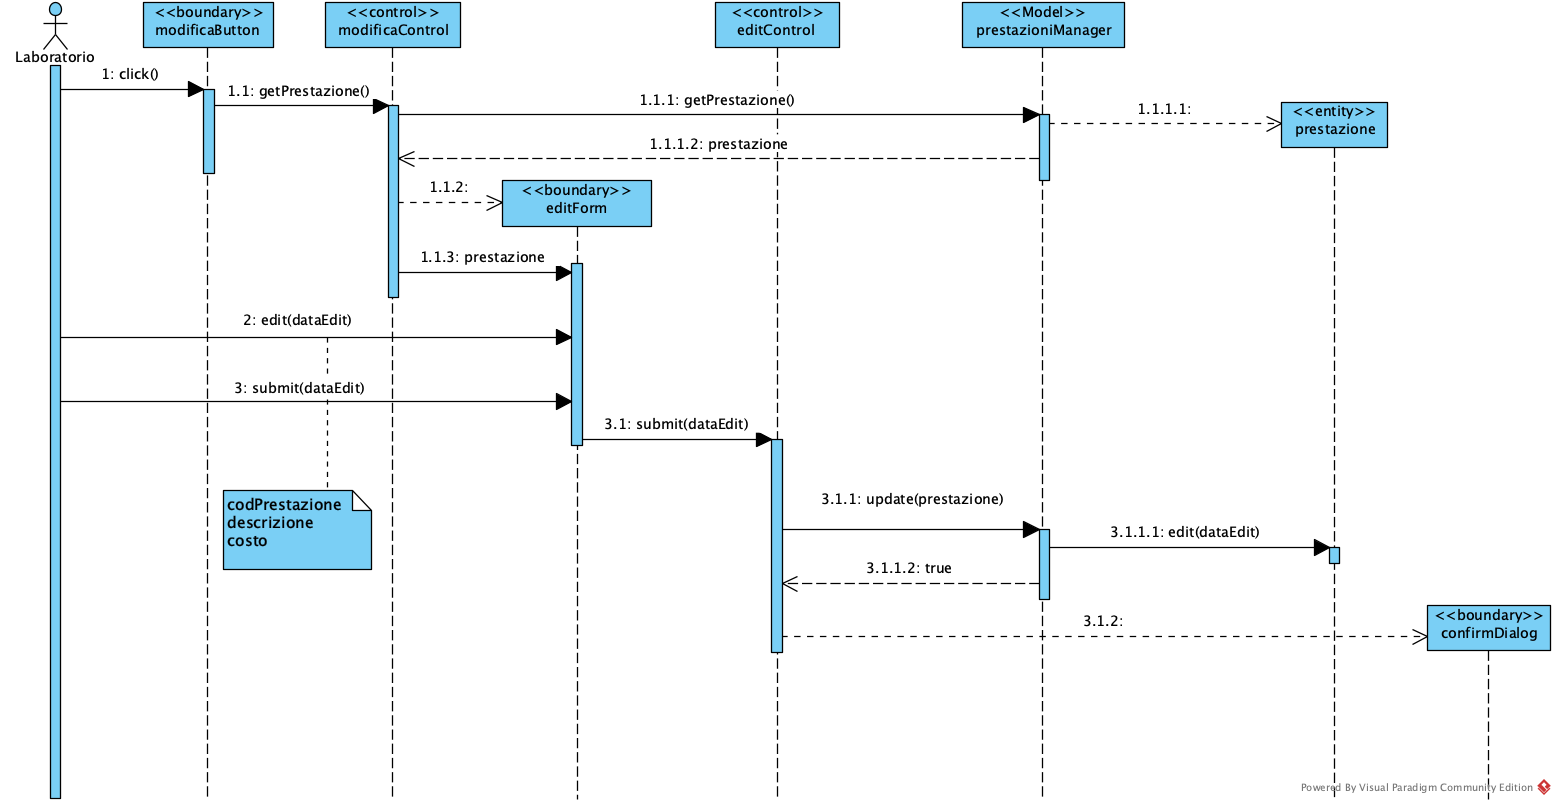 <<boundary>>
modificaButton
<<control>>
modificaControl
<<control>>
editControl
<<Model>>
prestazioniManager
Laboratorio
1: click()
1.1: getPrestazione()
1.1.1: getPrestazione()
1.1.1.1:
<<entity>>
prestazione
1.1.1.2: prestazione
1.1.2:
<<boundary>>
editForm
1.1.3: prestazione
2: edit(dataEdit)
3: submit(dataEdit)
3.1: submit(dataEdit)
codPrestazione
descrizione
costo
3.1.1: update(prestazione)
3.1.1.1: edit(dataEdit)
3.1.1.2: true
3.1.2:
<<boundary>>
confirmDialog
Powered By Visual Paradigm Community Edition